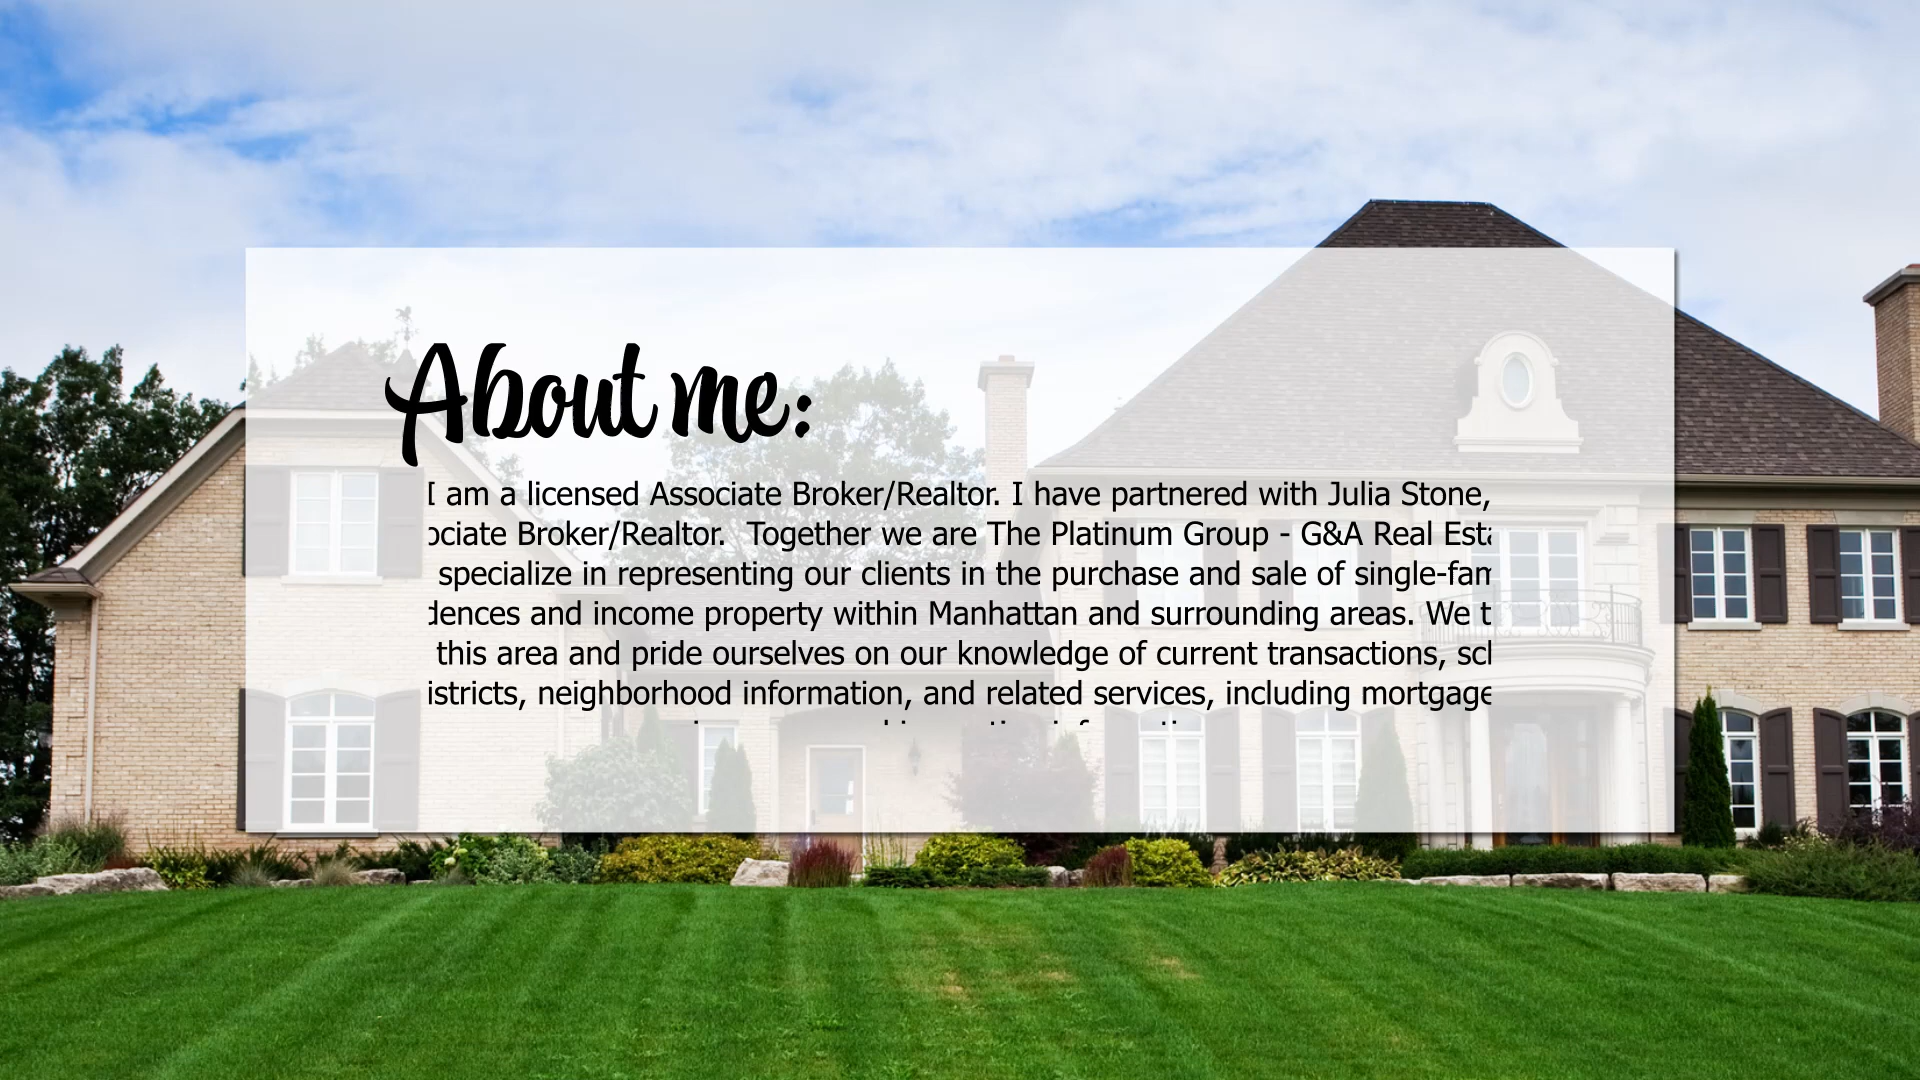 About me:
I am a licensed Associate Broker/Realtor. I have partnered with Julia Stone,
ociate Broker/Realtor. Together we are The Platinum Group - G&A Real Esta
specialize in representing our clients in the purchase and sale of single-fam
dences and income property within Manhattan and surrounding areas. We t
this area and pride ourselves on our knowledge of current transactions, scl
istricts, neighborhood information, and related services, including mortgage